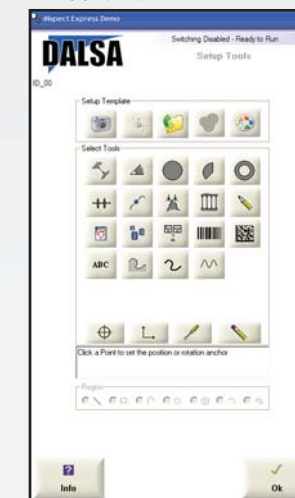 iNspect Express Demo
Switching Disabled - Ready to Run
DALSA
Setup Tools
ID_00
Setup Template
Select Tools
ABC
Click a Point to set the position or rotation anchor
Region
?
Info
Ok